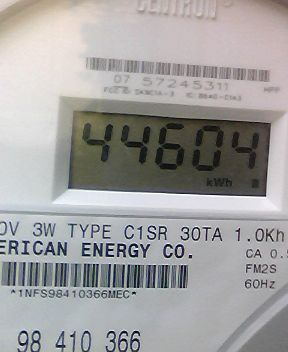 CENTRON
07 57245311
44604
kWh
0V 3W TYPE C1SR 30TA 1.0Kh
ERICAN ENERGY CO.
CA 0.
FM2S
*1NFS98410366MEC*
60Hz
98 410 366